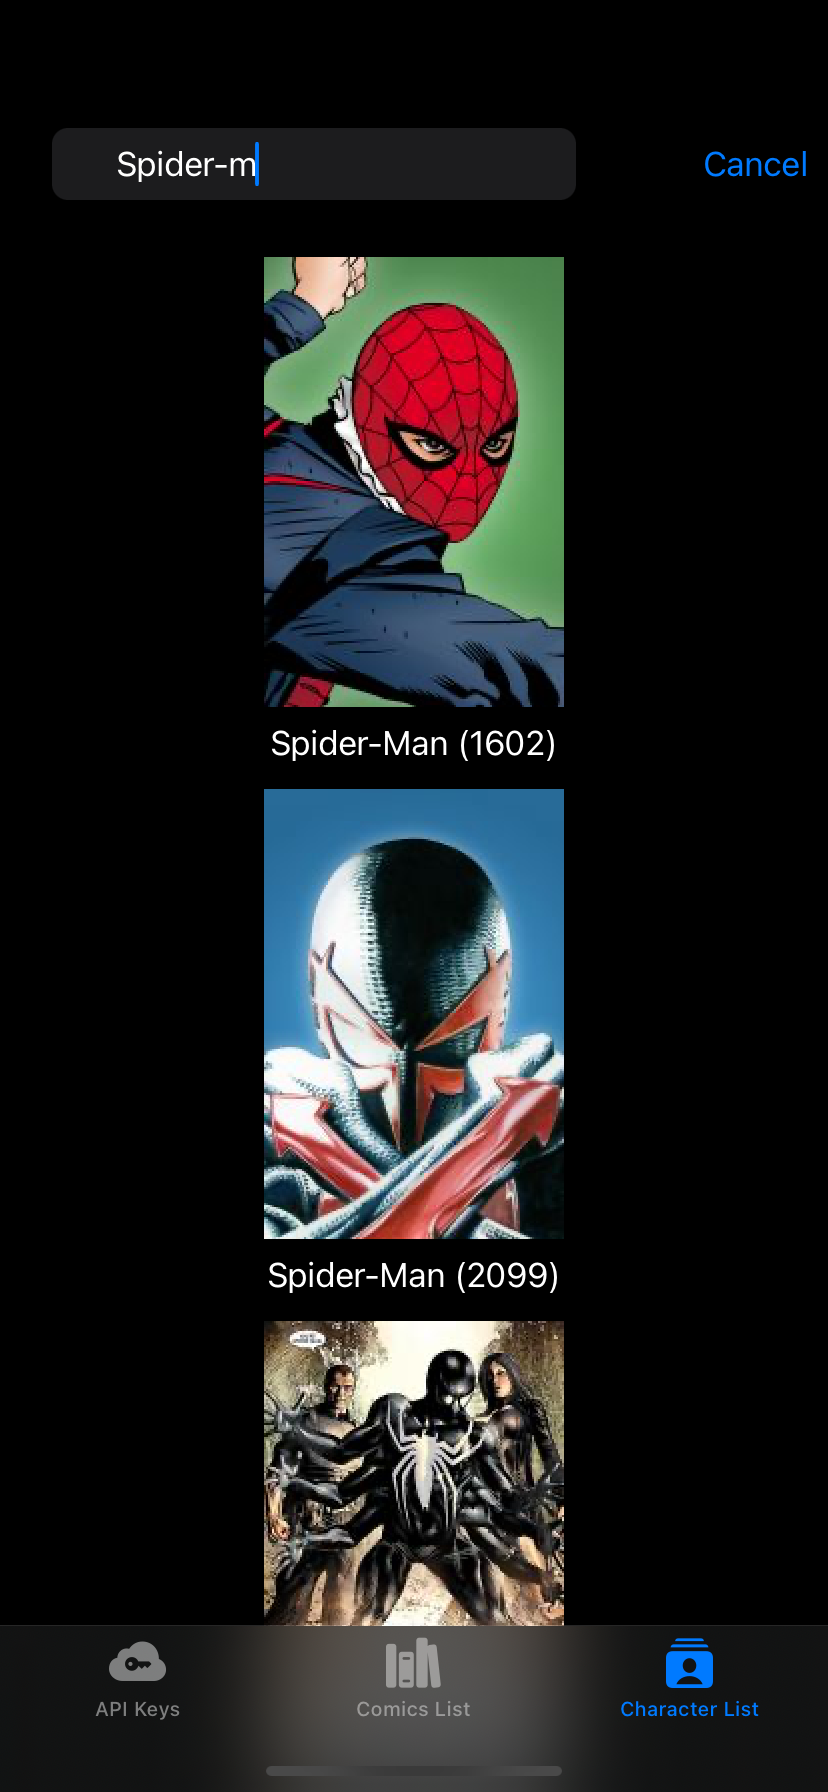 Spider-m
Cancel
Spider-Man (1602)
Spider-Man (2099)
API Keys
Comics List
Character List